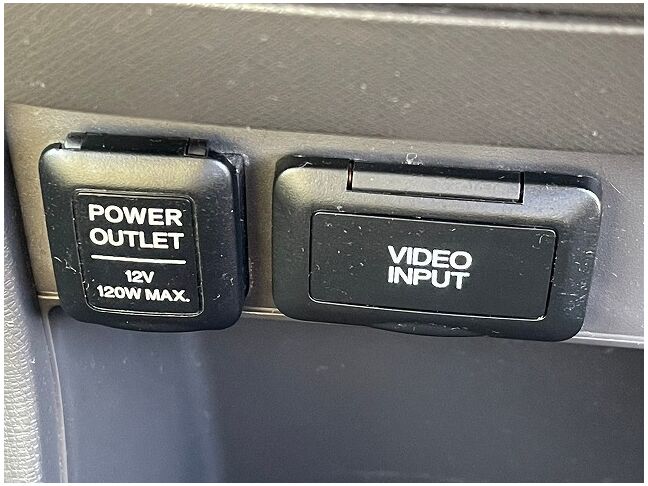 POWER
OUTLET
12V
120W MAX.
VIDEO
INPUT